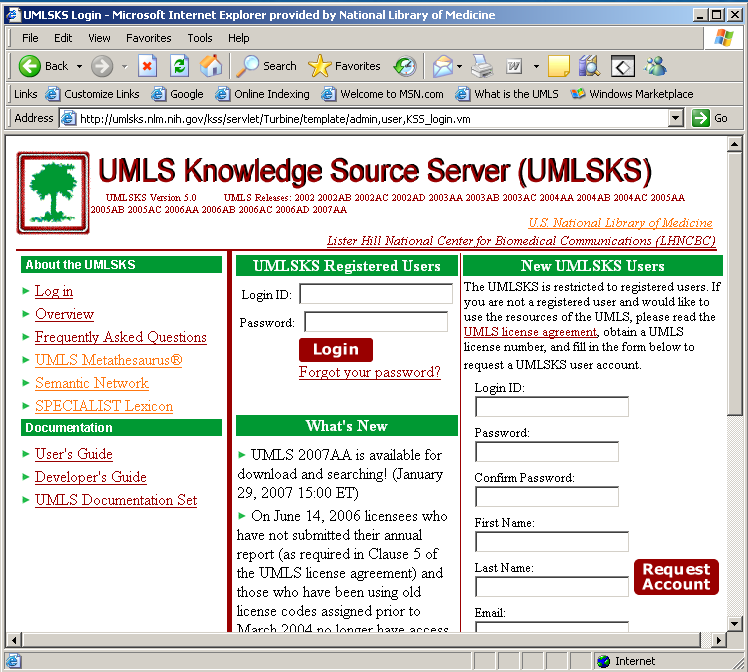 UMLSKS Login - Microsoft Internet Explorer provided by National Library of Medicine
File Edit View Favorites Tools Help
Back Search Favorites
Links Customize Links Google Online Indexing Welcome to MSN.com What is the UMLS Windows Marketplace
Address http://umlsks.nlm.nih.gov/kss/servlet/Turbine/template/admin,user,KSS_login.vm Go
UMLS Knowledge Source Server (UMLSKS)
UMLSKS Version 5.0 UMLS Releases: 2002 2002AB 2002AC 2002AD 2003AA 2003AB 2003AC 2004AA 2004AB 2004AC 2005AA
2005AB 2005AC 2006AA 2006AB 2006AC 2006AD 2007AA
U.S. National Library of Medicine
Lister Hill National Center for Biomedical Communications (LHNCBC)
About the UMLSKS
Log in
Overview
Frequently Asked Questions
UMLS Metathesaurus®
Semantic Network
SPECIALIST Lexicon
Documentation
User's Guide
Developer's Guide
UMLS Documentation Set
UMLSKS Registered Users
Login ID:
Password:
Login
Forgot your password?
What's New
UMLS 2007AA is available for
download and searching! (January
29, 2007 15:00 ET)
On June 14, 2006 licensees who
have not submitted their annual
report (as required in Clause 5 of
the UMLS license agreement) and
those who have been using old
license codes assigned prior to
March 2004 no longer have access
New UMLSKS Users
The UMLSKS is restricted to registered users. If
you are not a registered user and would like to
use the resources of the UMLS, please read the
UMLS license agreement, obtain a UMLS
license number, and fill in the form below to
request a UMLSKS user account.
Login ID:
Password:
Confirm Password:
First Name:
Last Name:
Request
Account
Email:
Internet